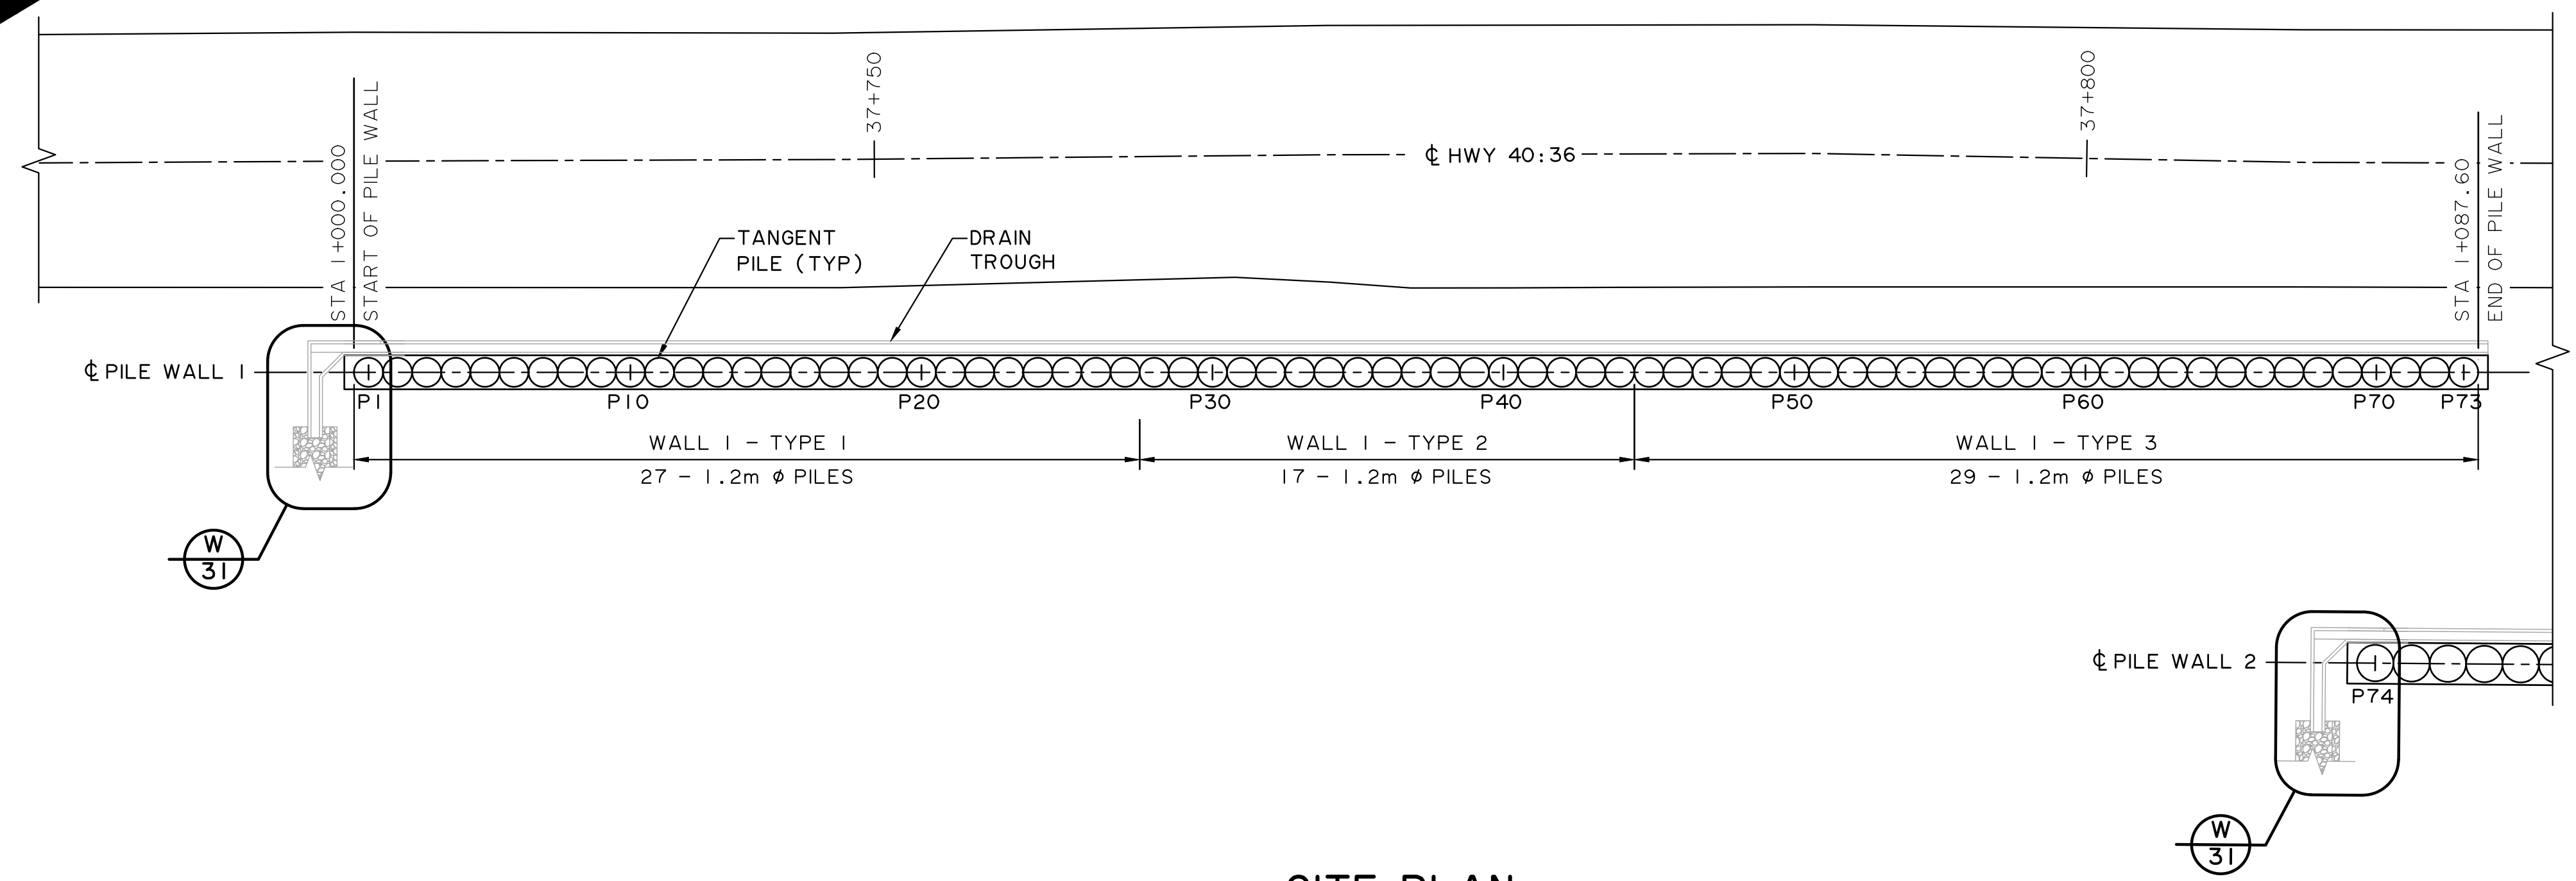 37+750
37+800
℄ HWY 40:36
STA 1+000.000
START OF PILE WALL
STA 1+087.60
END OF PILE WALL
TANGENT
PILE (TYP)
DRAIN
TROUGH
℄ PILE WALL 1
P1
P10
P20
P30
P40
P50
P60
P70
P73
WALL 1 - TYPE 1
27 - 1.2m ø PILES
WALL 1 - TYPE 2
17 - 1.2m ø PILES
WALL 1 - TYPE 3
29 - 1.2m ø PILES
W
31
℄ PILE WALL 2
P74
W
31
SITE PLAN